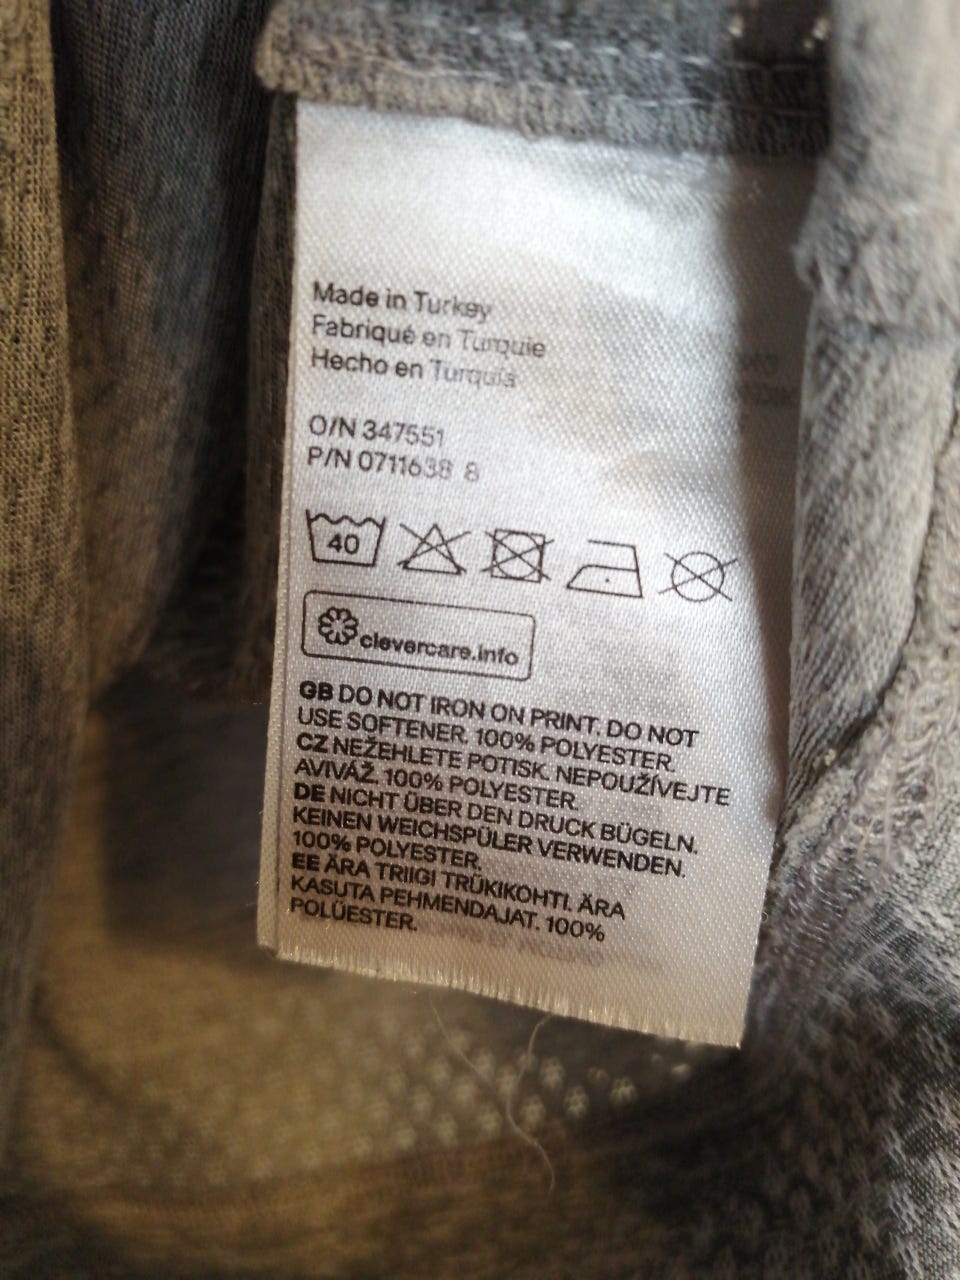 Made in Turkey
Fabriqué en Turquie
Hecho en Turquía
O/N 347551
P/N 0711638 8
40
clevercare.info
GB DO NOT IRON ON PRINT. DO NOT
USE SOFTENER. 100% POLYESTER.
CZ NEŽEHLETE POTISK. NEPOUŽÍVEJTE
AVIVÁŽ. 100% POLYESTER.
DE NICHT ÜBER DEN DRUCK BÜGELN.
KEINEN WEICHSPÜLER VERWENDEN.
100% POLYESTER.
EE ÄRA TRIIGI TRÜKIKOHTI. ÄRA
KASUTA PEHMENDAJAT. 100%
POLÜESTER.